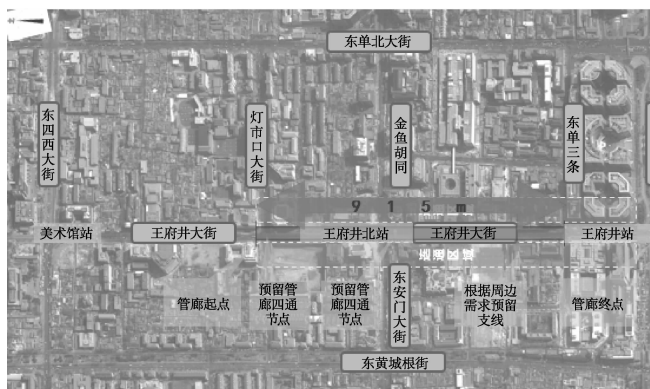 北
东单北大街
东四西大街
灯市口大街
金鱼胡同
东单三条
915m
美术馆站
王府井大街
王府井北站
王府井大街
王府井站
管廊起点
预留管
廊四通
节点
预留管
廊四通
节点
东安门大街
根据周边
需求预留
支线
管廊终点
东黄城根街